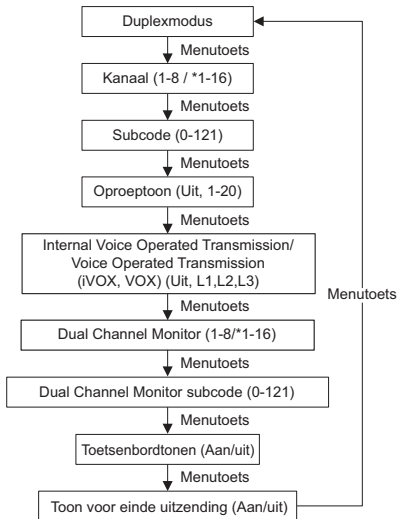 Duplexmodus
Menutoets
Kanaal (1-8 / *1-16)
Menutoets
Subcode (0-121)
Menutoets
Oproeptoon (Uit, 1-20)
Menutoets
Internal Voice Operated Transmission/
Voice Operated Transmission
(iVOX, VOX) (Uit, L1,L2,L3)
Menutoets
Menutoets
Dual Channel Monitor (1-8/*1-16)
Menutoets
Dual Channel Monitor subcode (0-121)
Menutoets
Toetsenbordtonen (Aan/uit)
Menutoets
Toon voor einde uitzending (Aan/uit)